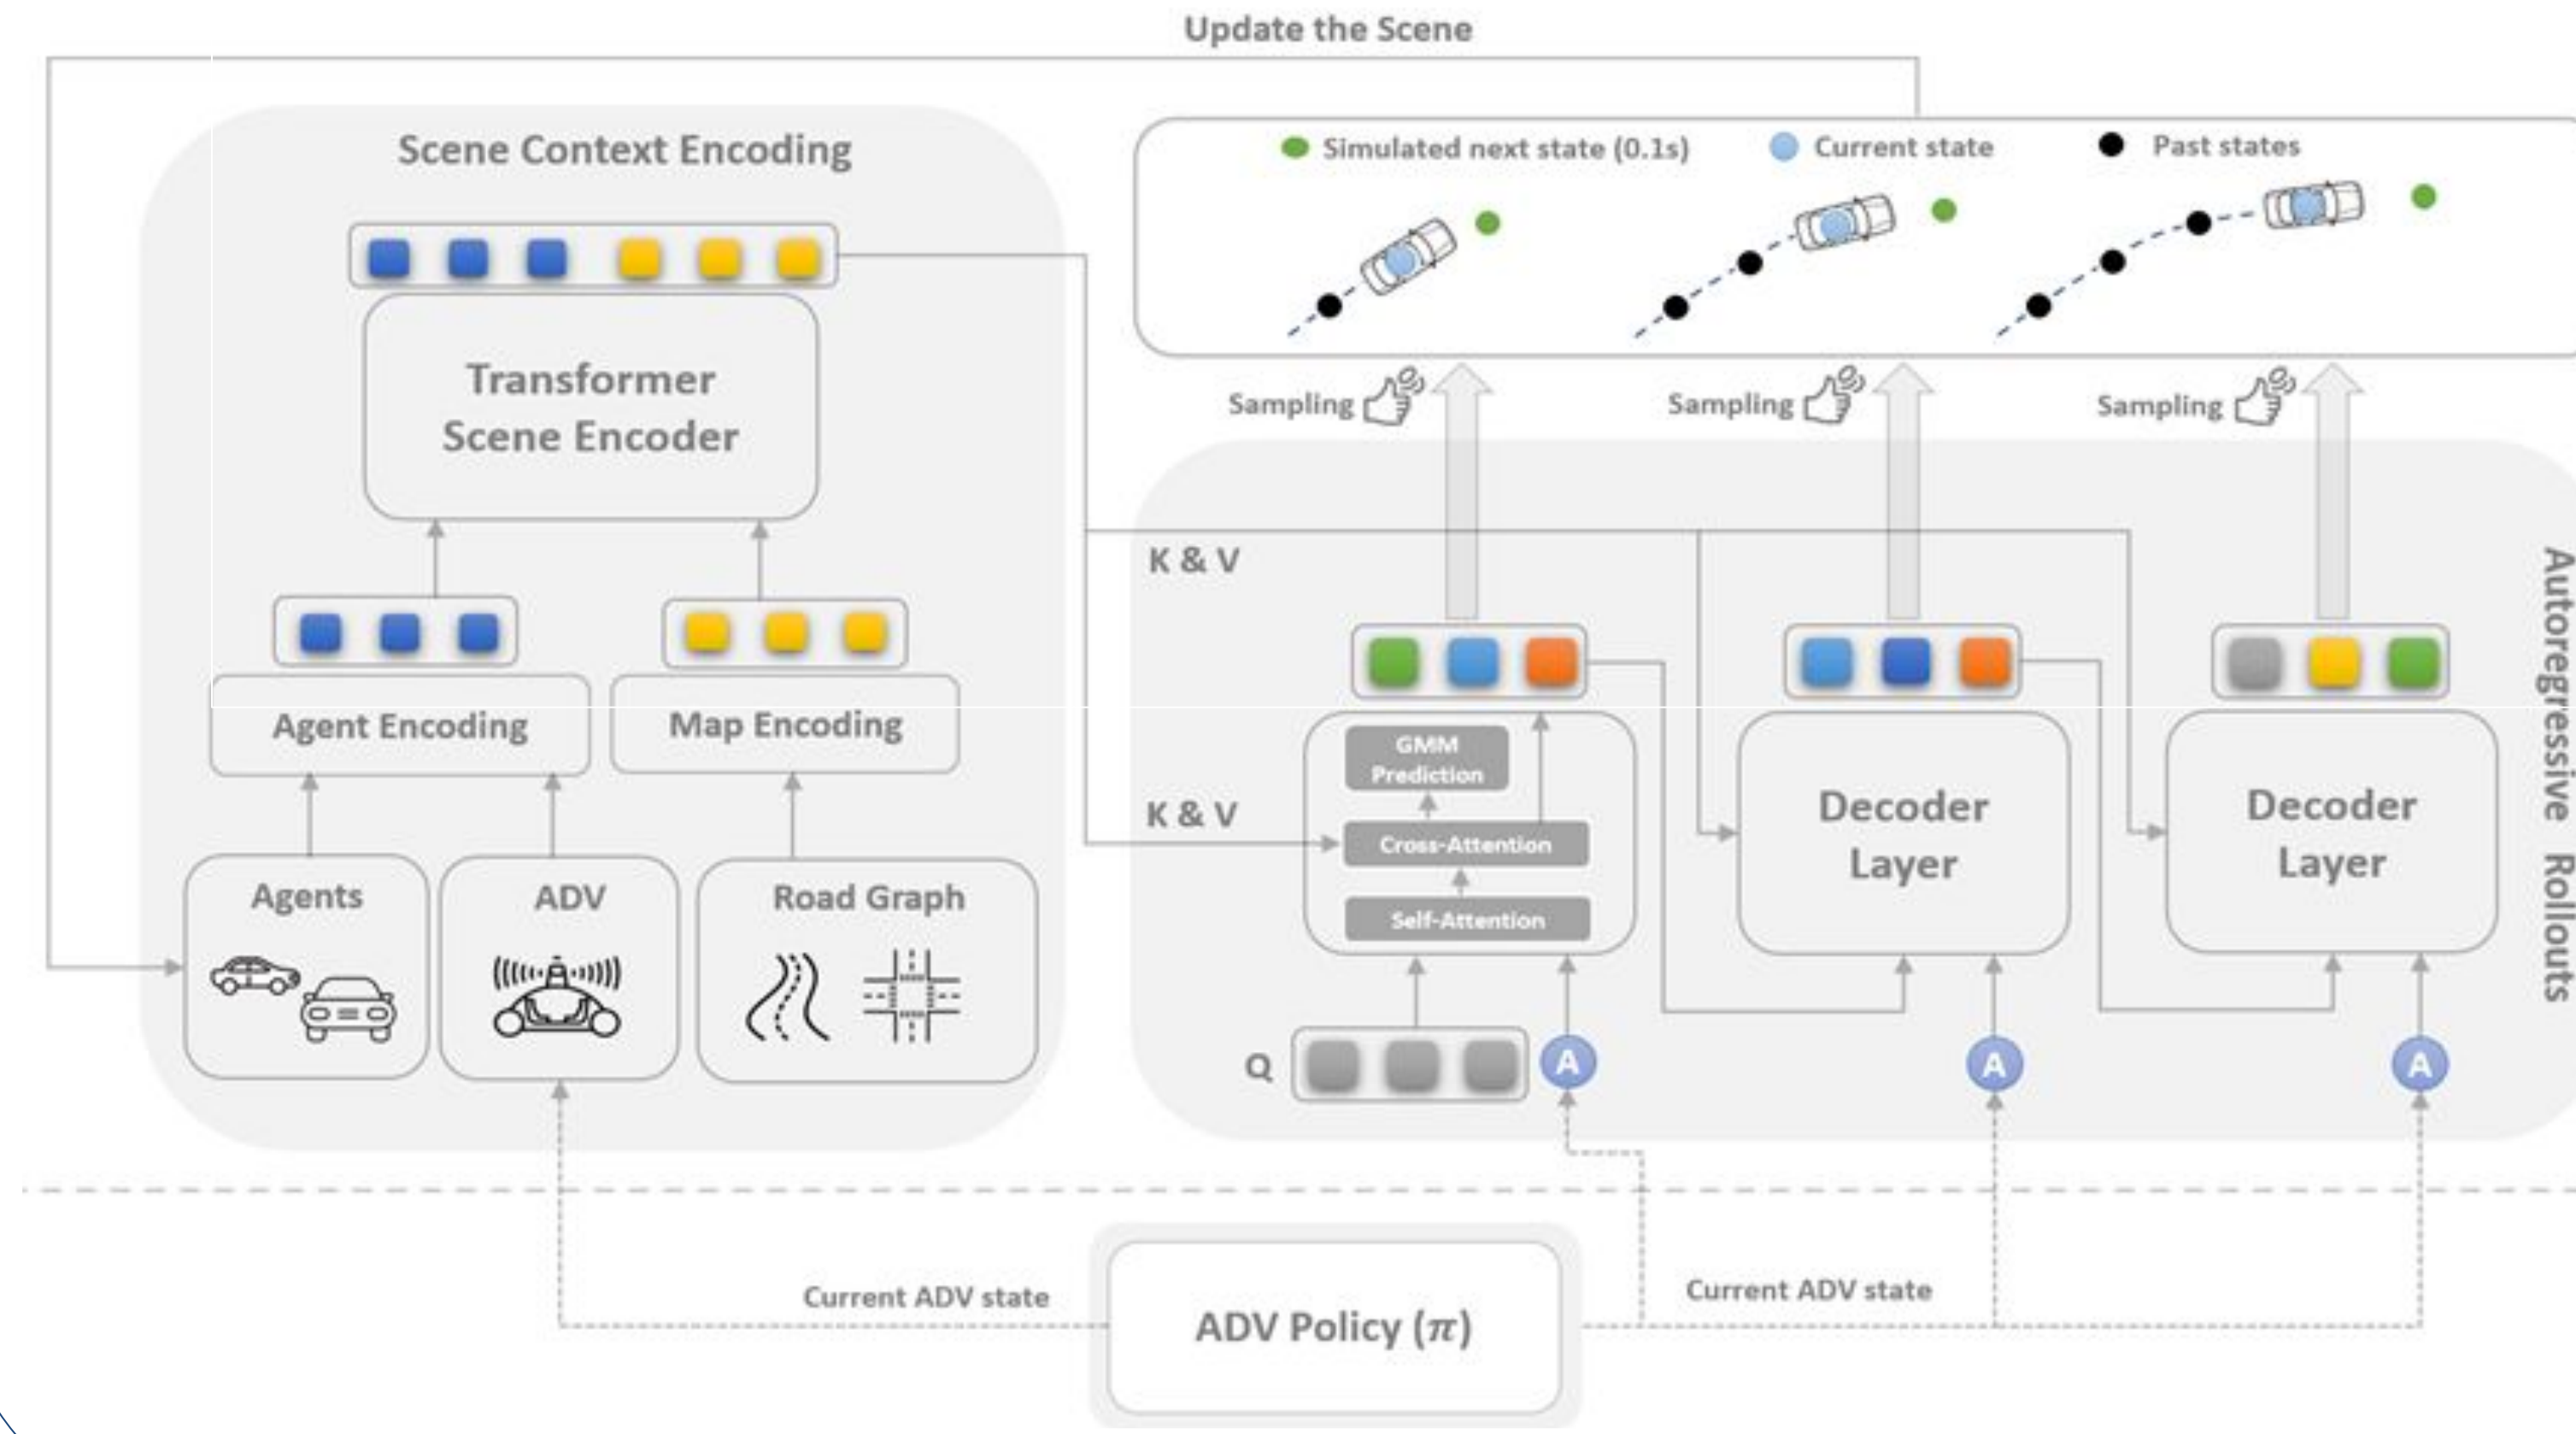 Update the Scene
Scene Context Encoding
Transformer
Scene Encoder
Agent Encoding
Map Encoding
Agents
ADV
Road Graph
Simulated next state (0.1s)
Current state
Past states
Sampling
Sampling
Sampling
K & V
K & V
GMM
Prediction
Cross-Attention
Self-Attention
Decoder
Layer
Decoder
Layer
Q
A
A
A
Autoregressive Rollouts
Current ADV state
ADV Policy (π)
Current ADV state